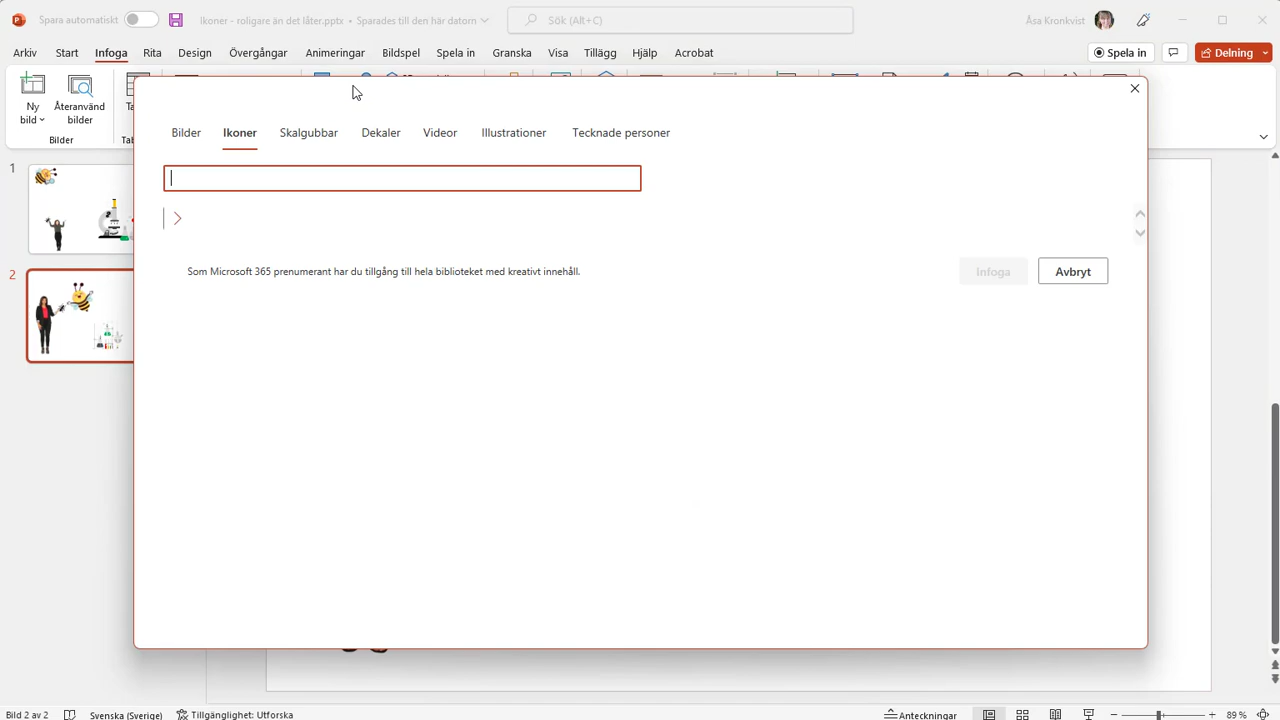 Spara automatiskt
Ikoner - roligare än det låter.pptx • Sparades till den här datorn
Sök (Alt+C)
Åsa Kronkvist
Arkiv Start Infoga Rita Design Övergångar Animeringar Bildspel Spela in Granska Visa Tillägg Hjälp Acrobat
Spela in
Delning
Ny bild
Återanvänd bilder
Bilder
Bilder Ikoner Skalgubbar Dekaler Videor Illustrationer Tecknade personer
1
2
Som Microsoft 365 prenumerant har du tillgång till hela biblioteket med kreativt innehåll.
Infoga
Avbryt
Bild 2 av 2
Svenska (Sverige)
Tillgänglighet: Utforska
Anteckningar
89 %